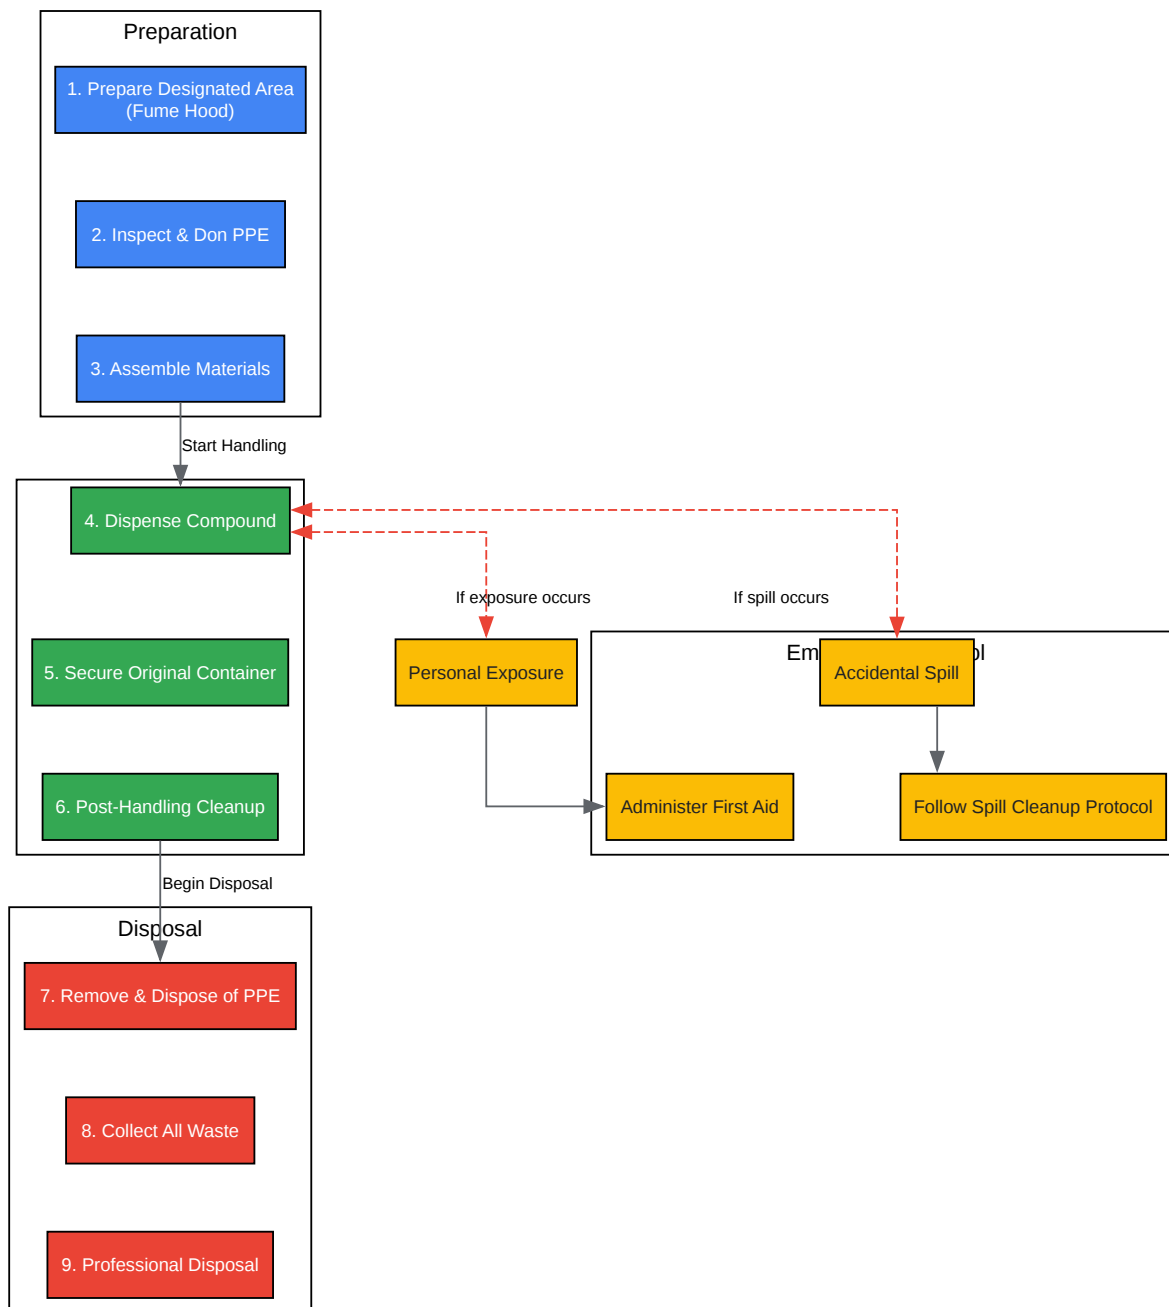 Preparation
1. Prepare Designated Area
(Fume Hood)
2. Inspect & Don PPE
3. Assemble Materials
Start Handling
4. Dispense Compound
If exposure occurs
If spill occurs
5. Secure Original Container
Personal Exposure
Accidental Spill
6. Post-Handling Cleanup
Administer First Aid
Follow Spill Cleanup Protocol
Begin Disposal
Disposal
7. Remove & Dispose of PPE
8. Collect All Waste
9. Professional Disposal